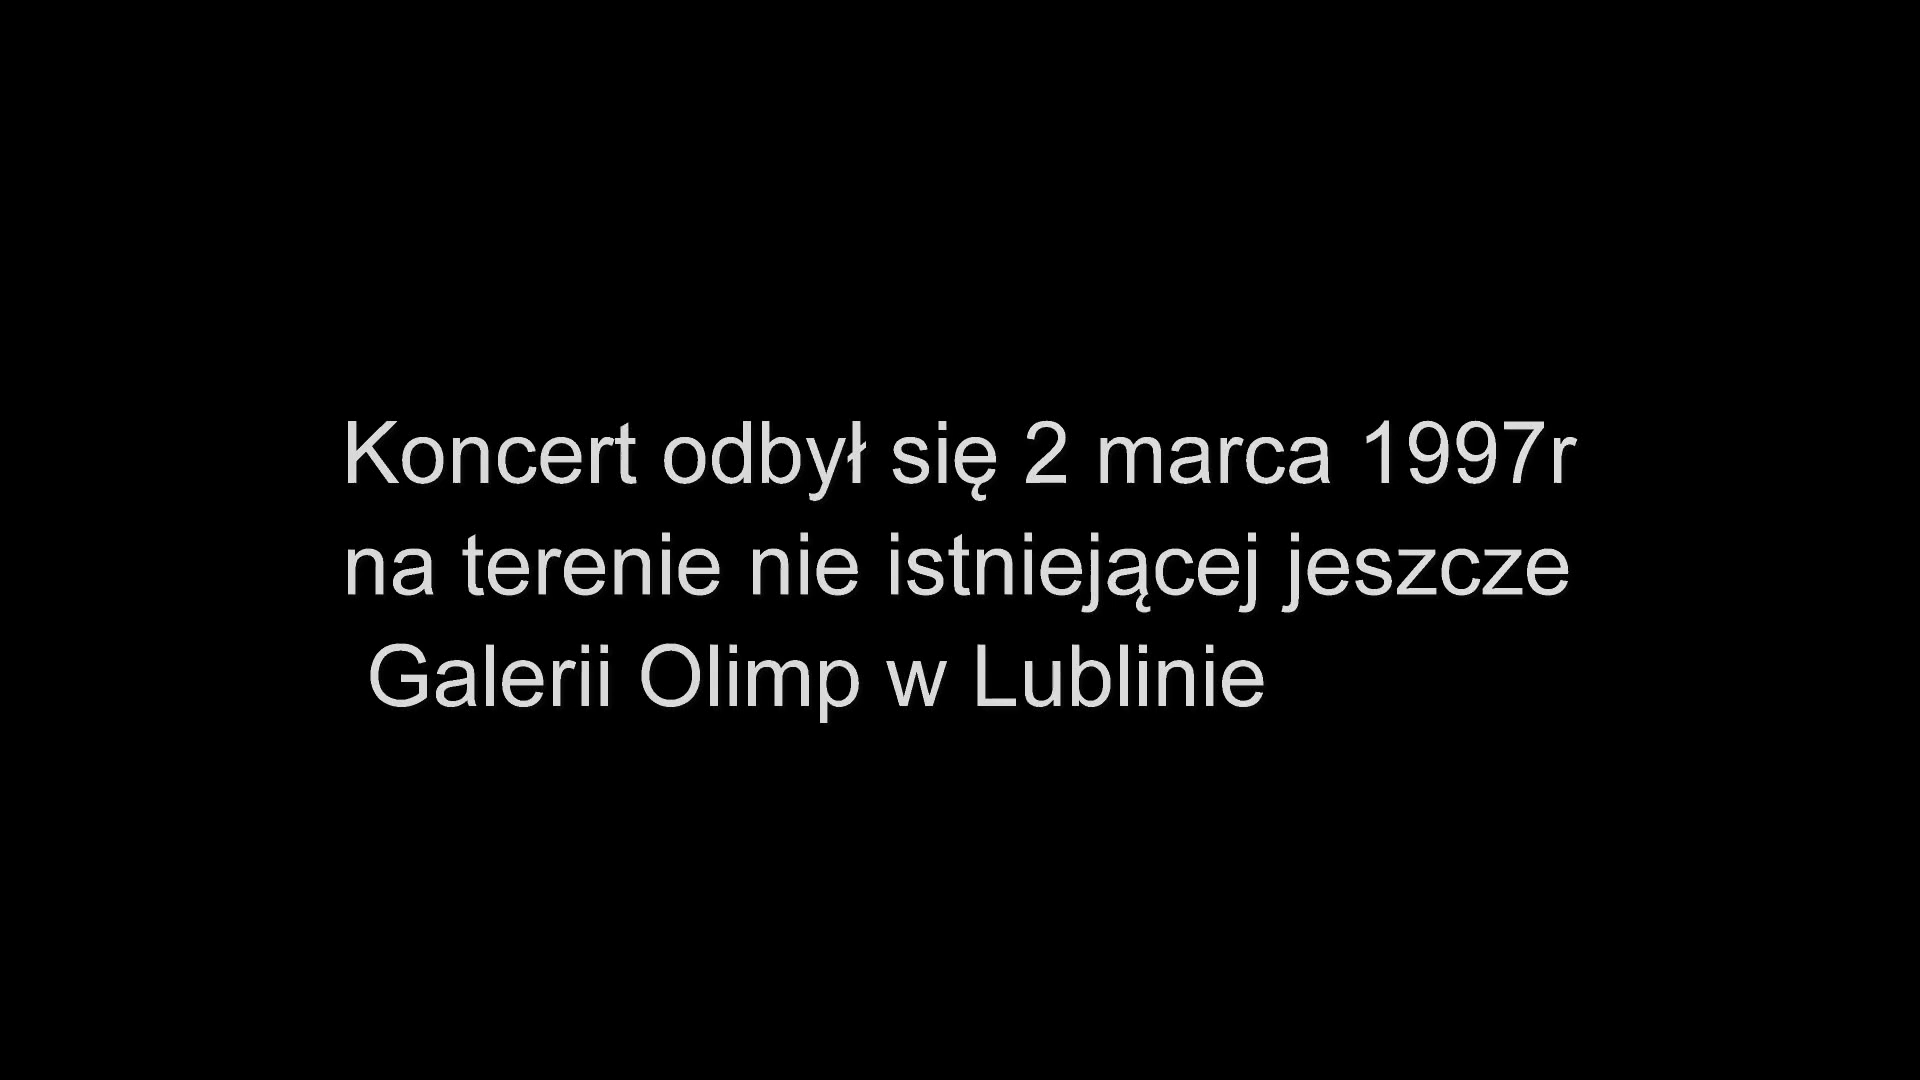 Koncert odbył się 2 marca 1997r
na terenie nie istniejącej jeszcze
Galerii Olimp w Lublinie